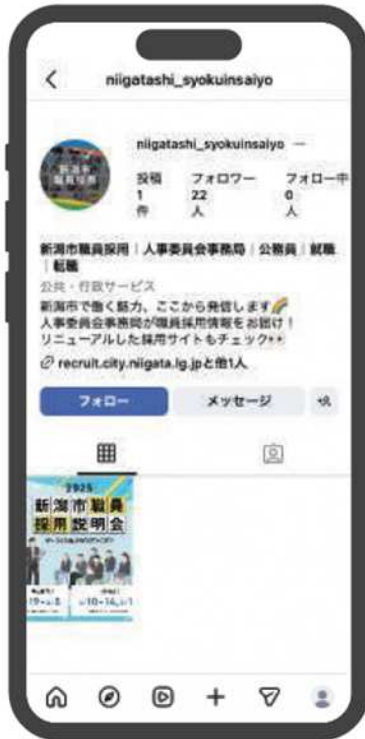 niigatashi_syokuinsaiyo
niigatashi_syokuinsaiyo
新潟市
職員採用
投稿 フォロワー フォロー中
1 22 0
件 人 人
新潟市職員採用｜人事委員会事務局｜公務員｜就職
｜転職
公共・行政サービス
新潟市で働く魅力、ここから発信します🌈
人事委員会事務局が職員採用情報をお届け！
リニューアルした採用サイトもチェック👀
recruit.city.niigata.lg.jpと他1人
フォロー メッセージ
2025
新潟市職員
採用説明会